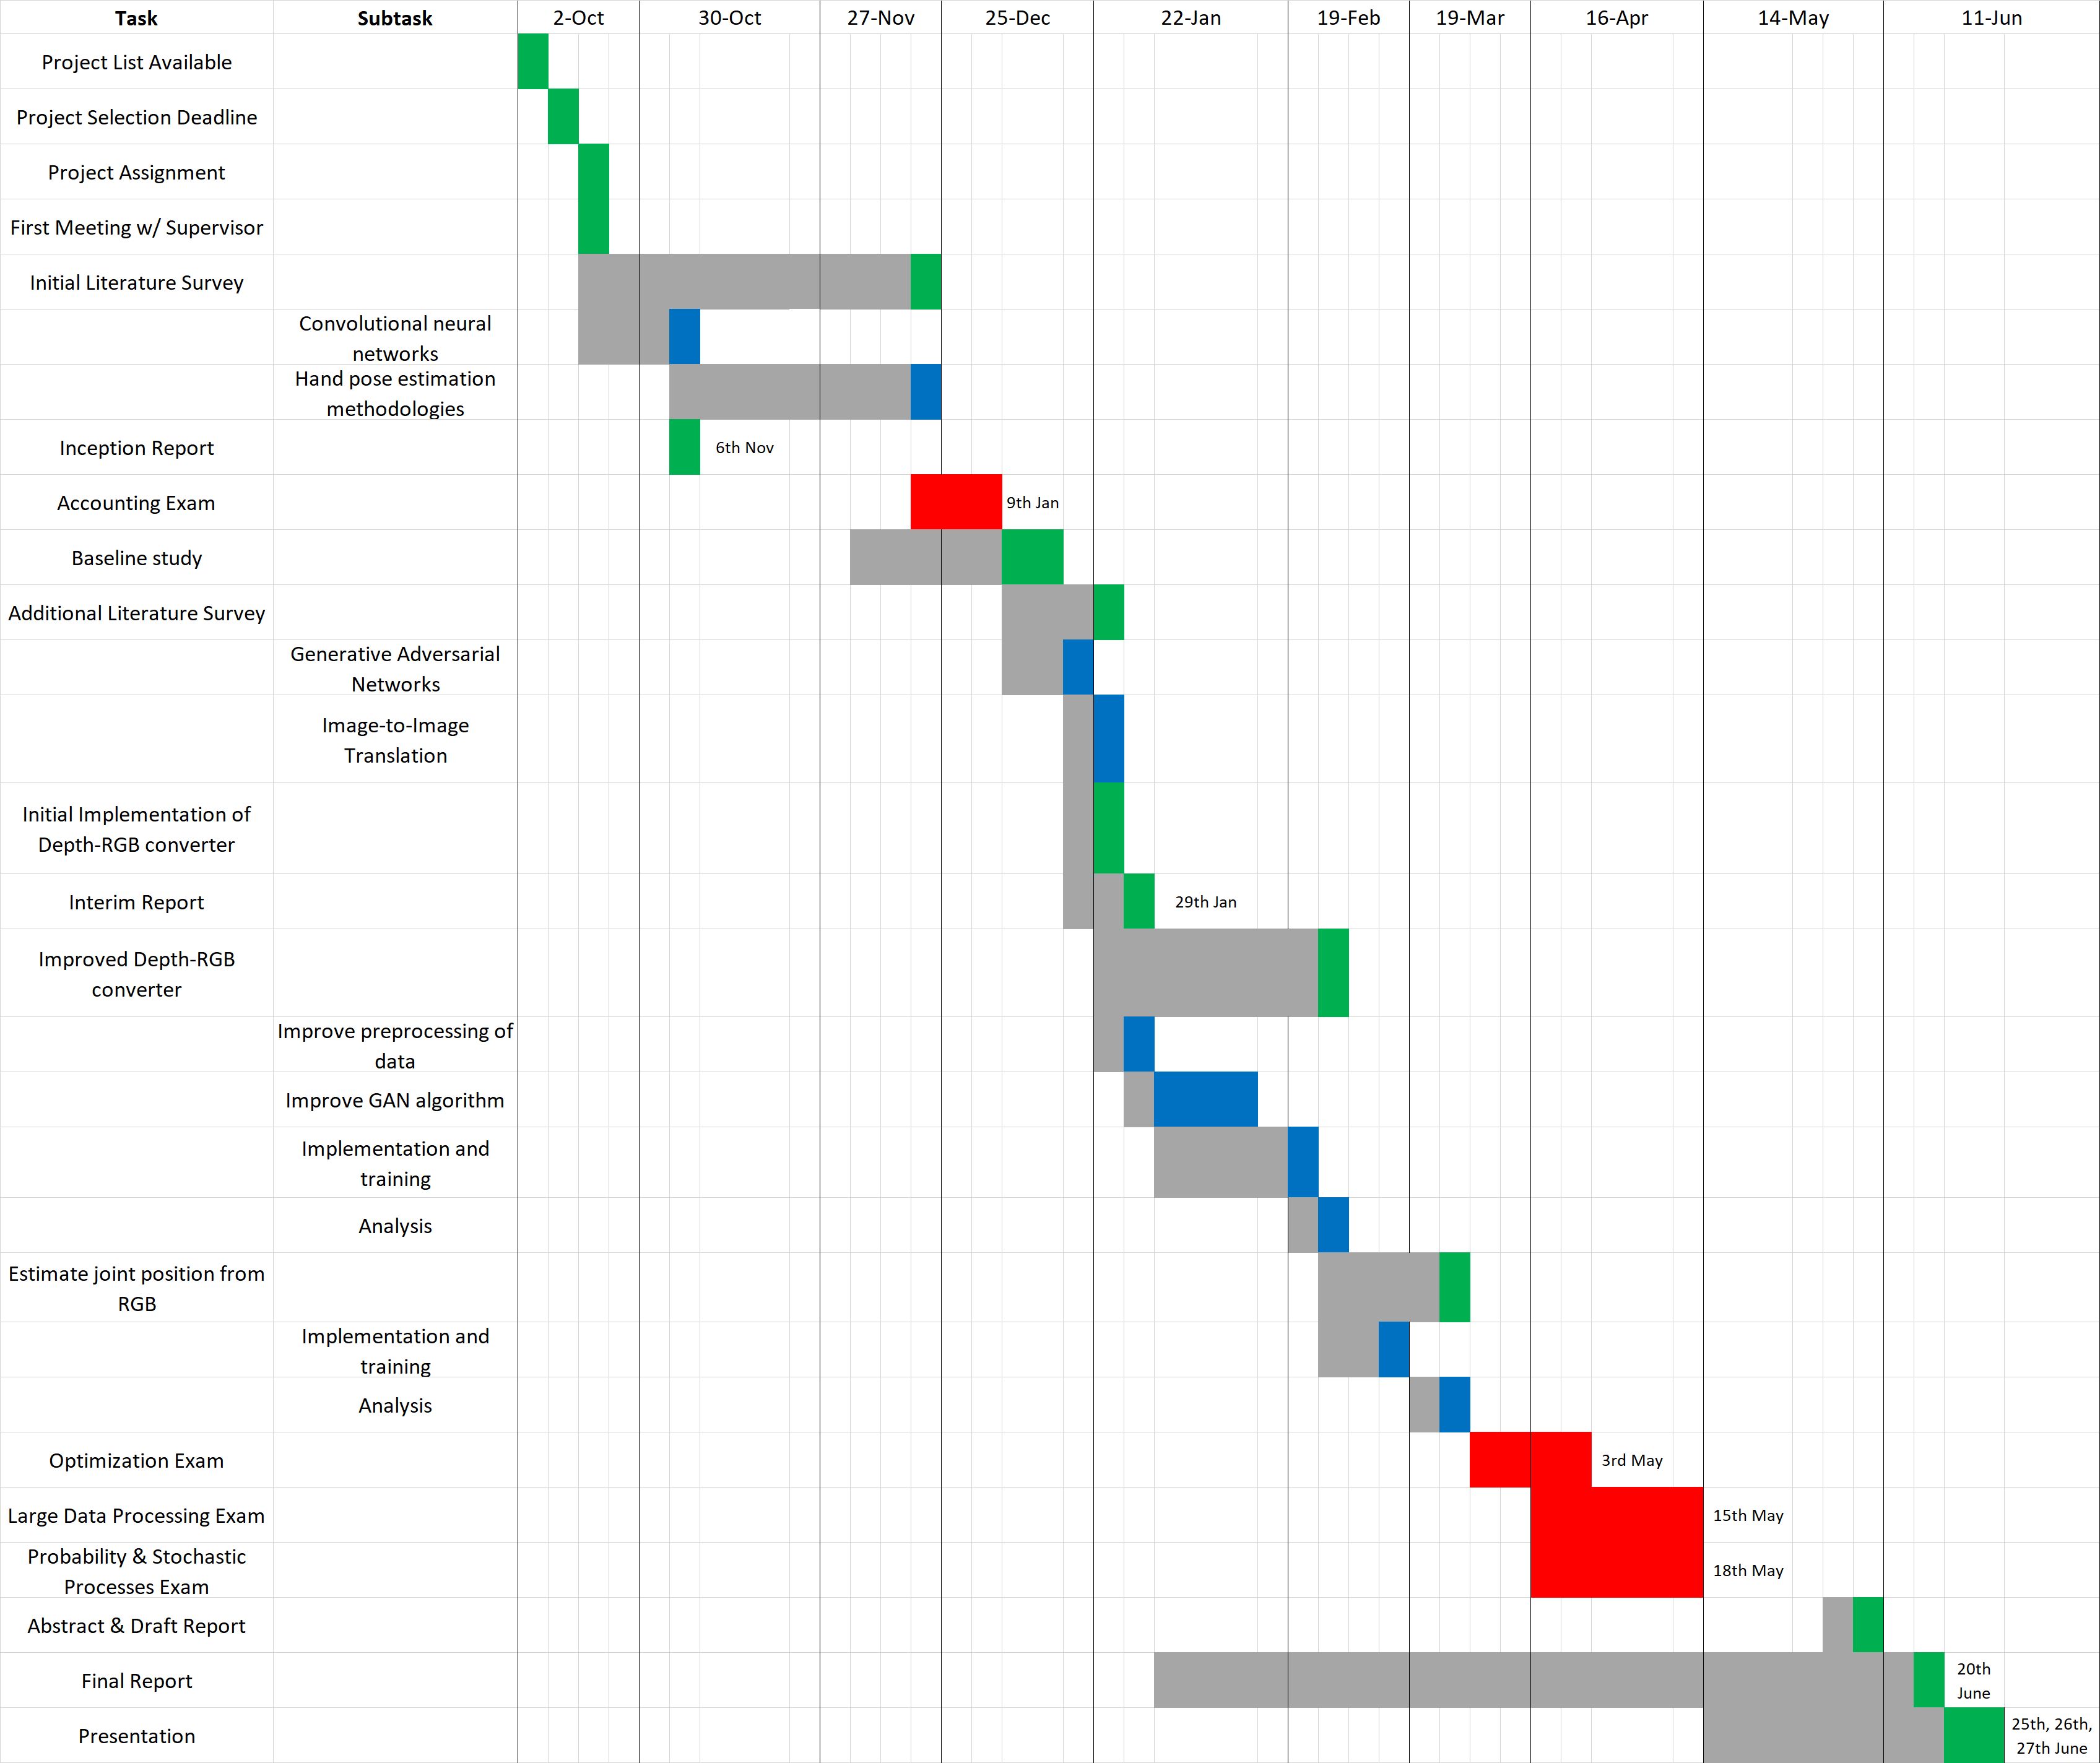 Task Subtask 2-Oct 30-Oct 27-Nov 25-Dec 22-Jan 19-Feb 19-Mar 16-Apr 14-May 11-Jun
Project List Available
Project Selection Deadline
Project Assignment
First Meeting w/ Supervisor
Initial Literature Survey
Convolutional neural
networks
Hand pose estimation
methodologies
Inception Report 6th Nov
Accounting Exam 9th Jan
Baseline study
Additional Literature Survey
Generative Adversarial
Networks
Image-to-Image
Translation
Initial Implementation of
Depth-RGB converter
Interim Report 29th Jan
Improved Depth-RGB
converter
Improve preprocessing of
data
Improve GAN algorithm
Implementation and
training
Analysis
Estimate joint position from
RGB
Implementation and
training
Analysis
Optimization Exam 3rd May
Large Data Processing Exam 15th May
Probability & Stochastic
Processes Exam
18th May
Abstract & Draft Report
Final Report
20th
June
Presentation
25th, 26th,
27th June